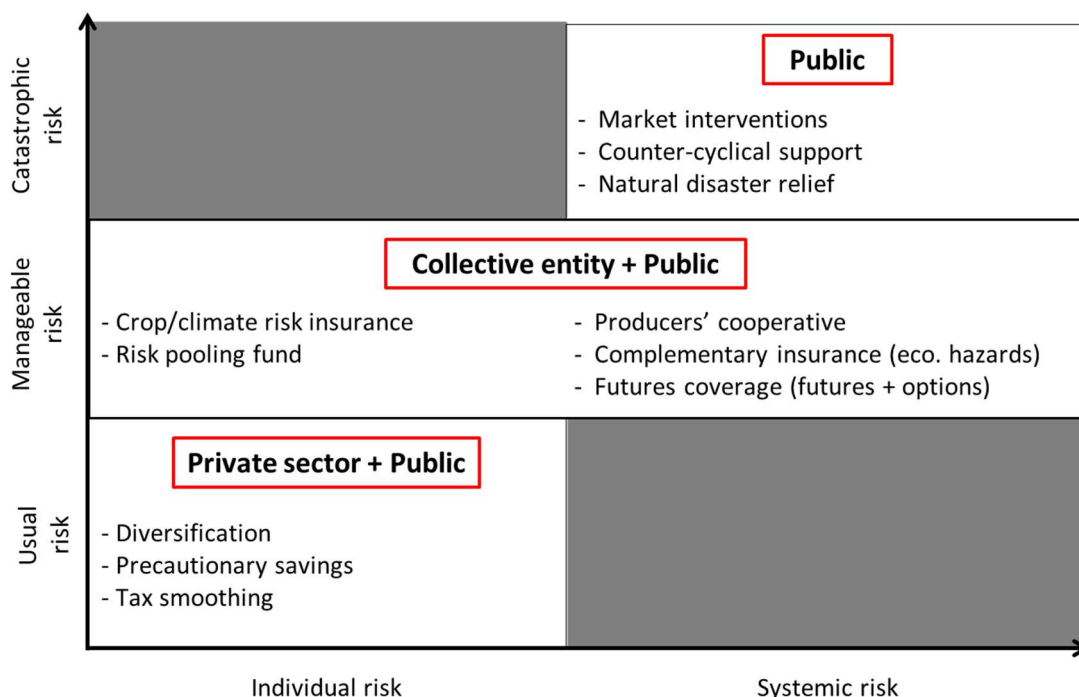 Catastrophic
risk
Public
- Market interventions
- Counter-cyclical support
- Natural disaster relief
Manageable
risk
Collective entity + Public
- Crop/climate risk insurance
- Risk pooling fund
- Producers’ cooperative
- Complementary insurance (eco. hazards)
- Futures coverage (futures + options)
Usual
risk
Private sector + Public
- Diversification
- Precautionary savings
- Tax smoothing
Individual risk
Systemic risk